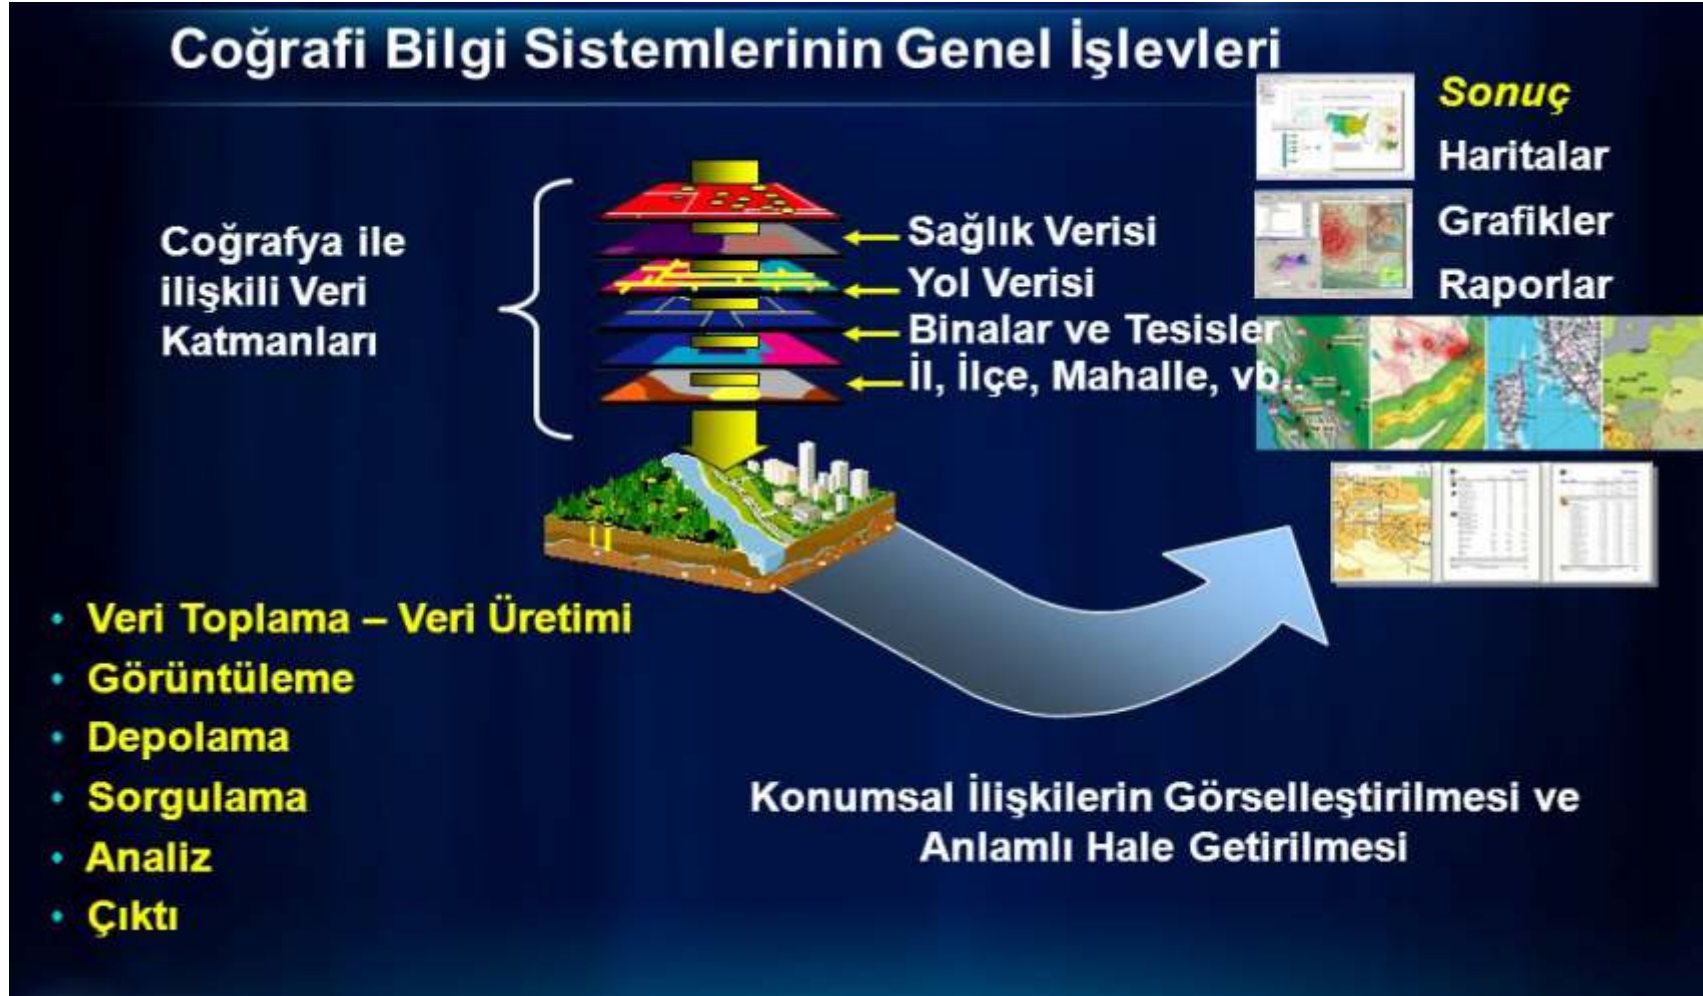 Coğrafi Bilgi Sistemlerinin Genel İşlevleri
Sonuç
Haritalar
Grafikler
Raporlar
Coğrafya ile
ilişkili Veri
Katmanları
Sağlık Verisi
Yol Verisi
Binalar ve Tesisler
İl, İlçe, Mahalle, vb..
• Veri Toplama – Veri Üretimi
• Görüntüleme
• Depolama
• Sorgulama
• Analiz
• Çıktı
Konumsal İlişkilerin Görselleştirilmesi ve
Anlamlı Hale Getirilmesi